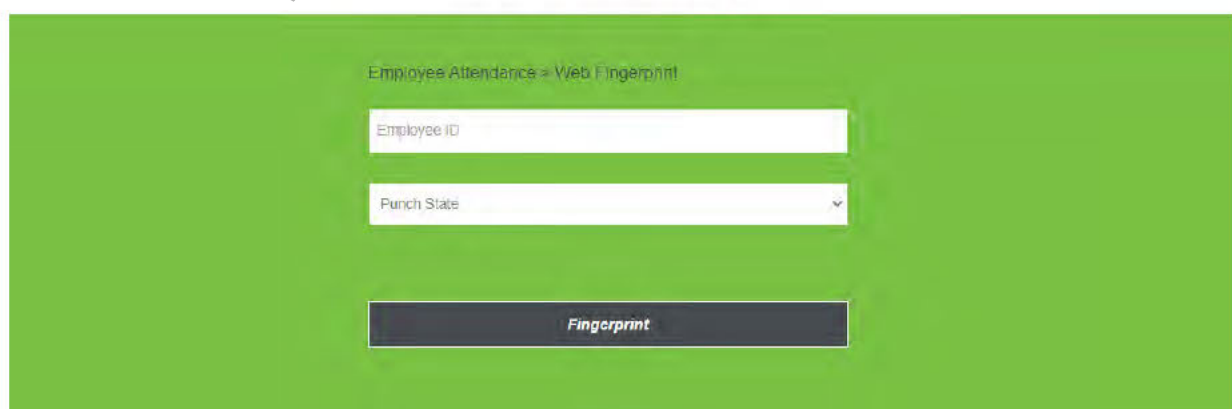 Employee Attendance > Web Fingerprint
Employee ID
Punch State
Fingerprint